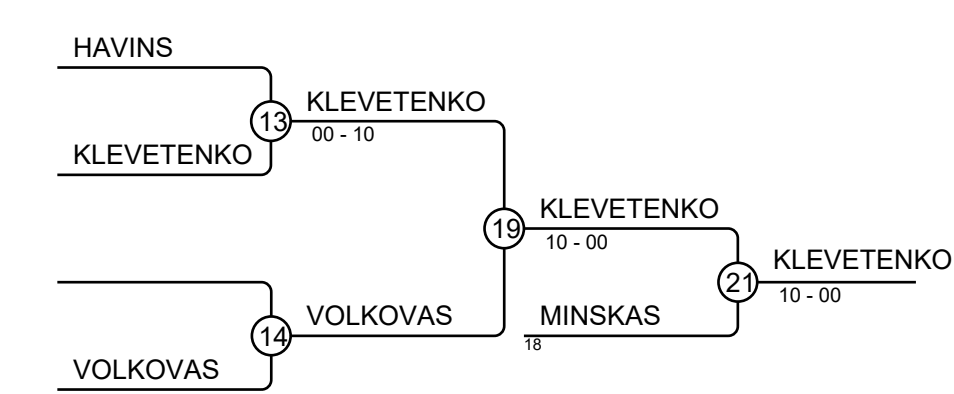 HAVINS
13
KLEVETENKO
00 - 10
KLEVETENKO
19
KLEVETENKO
10 - 00
21
KLEVETENKO
10 - 00
14
VOLKOVAS
MINSKAS
18
VOLKOVAS